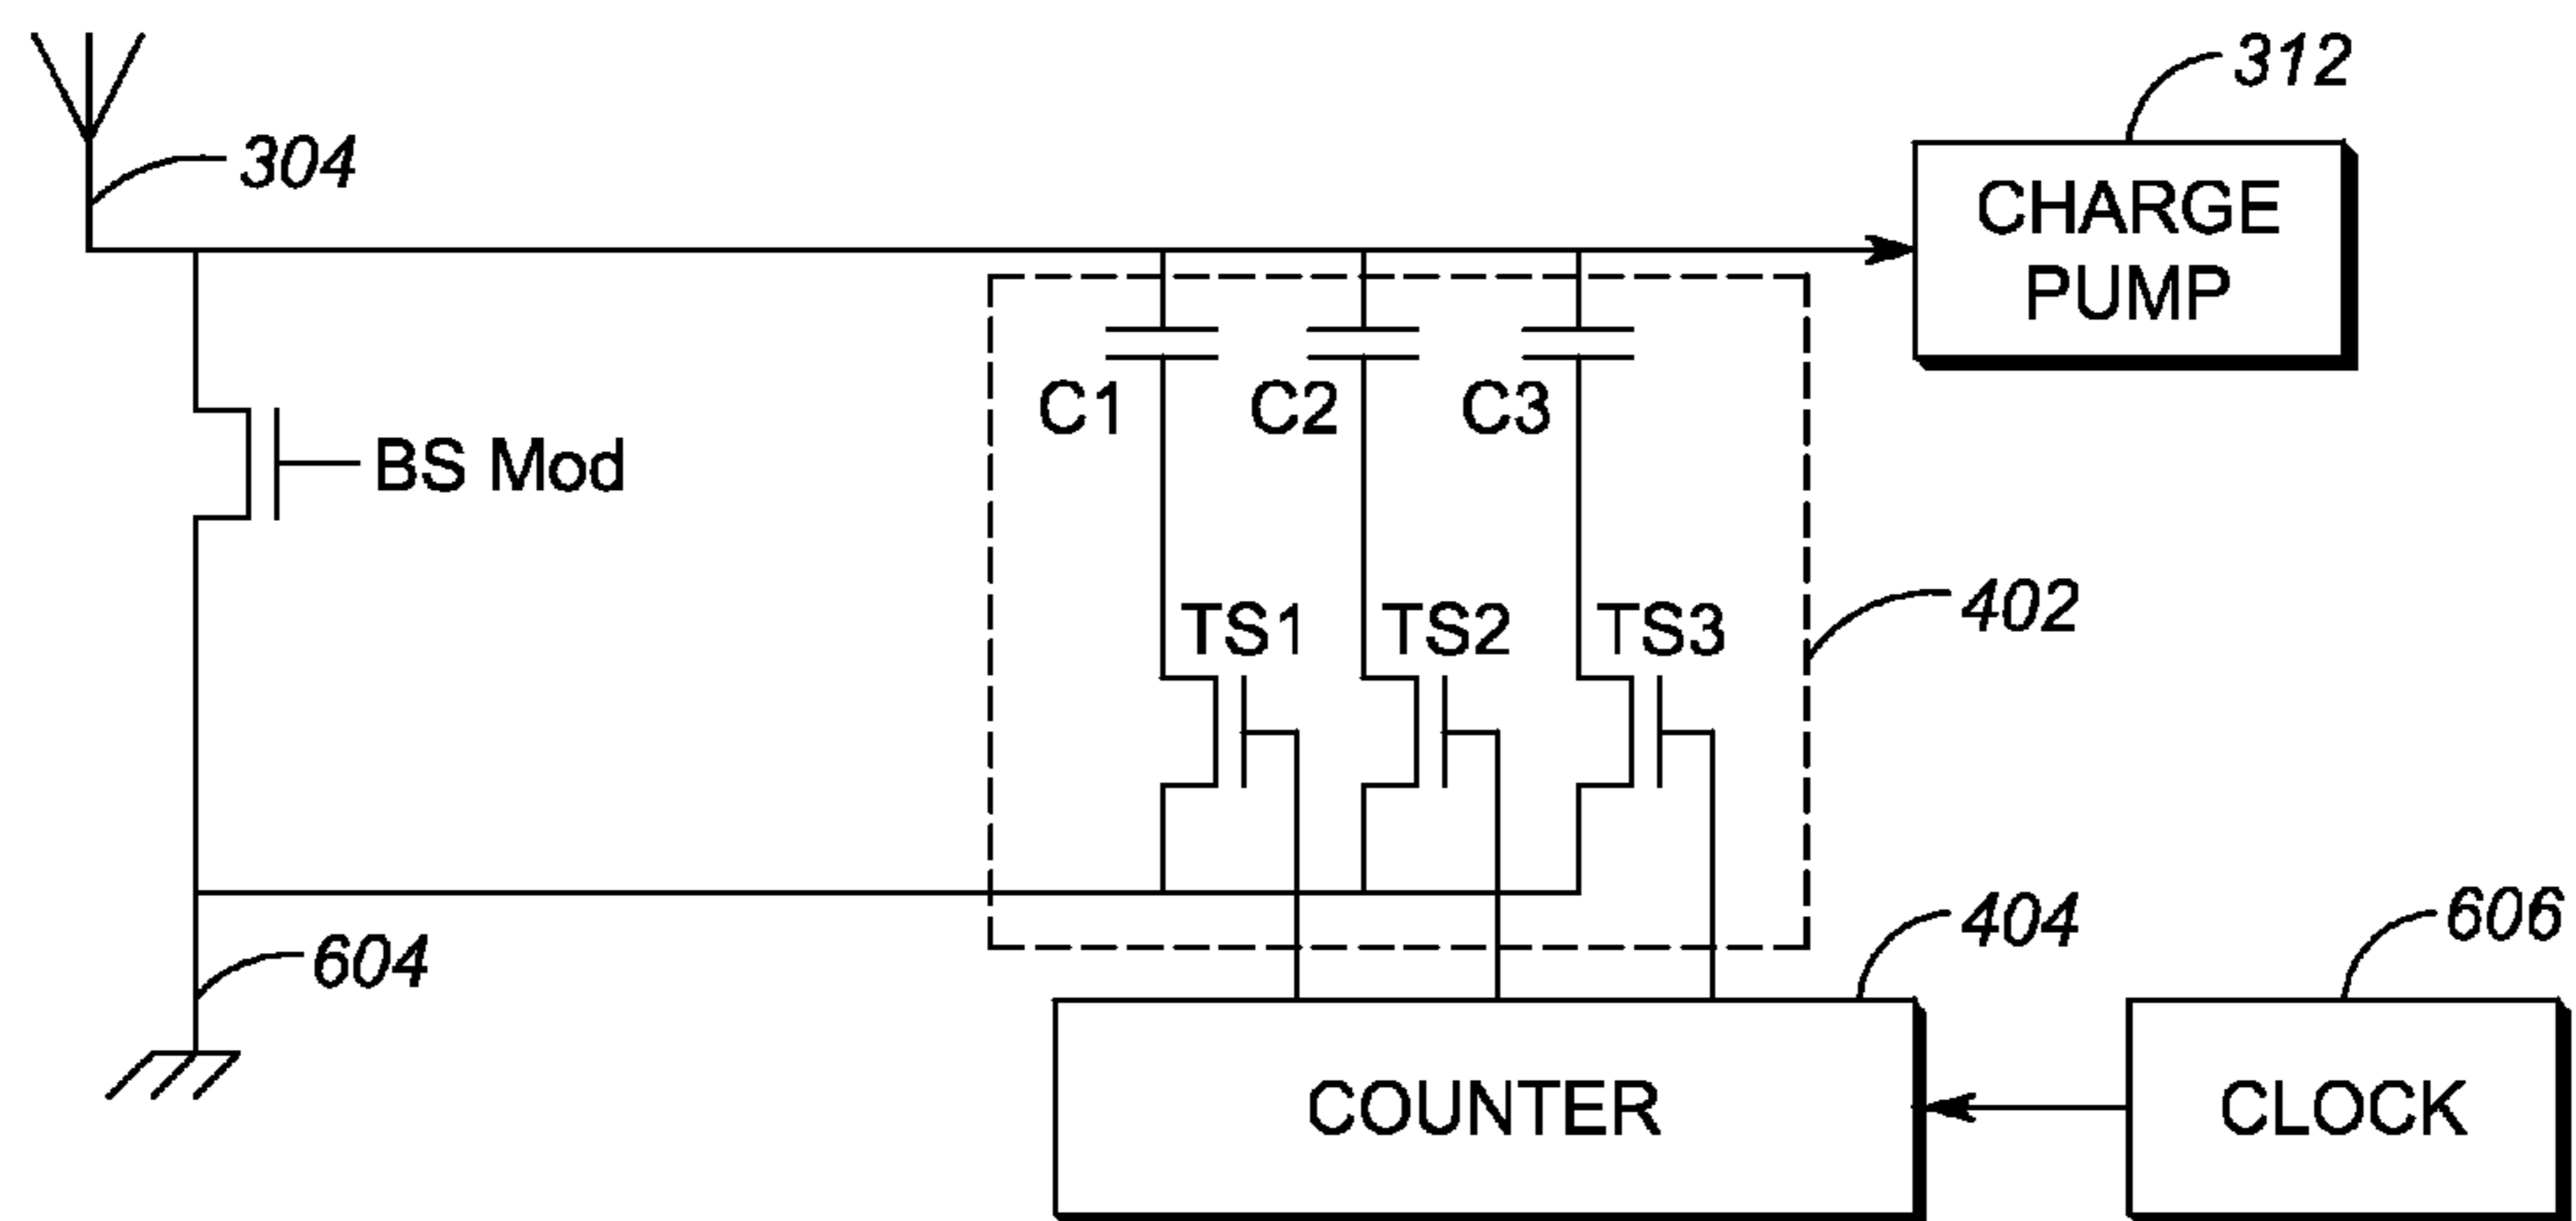 312
304
CHARGE
PUMP
C1 C2 C3
BS Mod
TS1 TS2 TS3
402
404
606
604
COUNTER
CLOCK